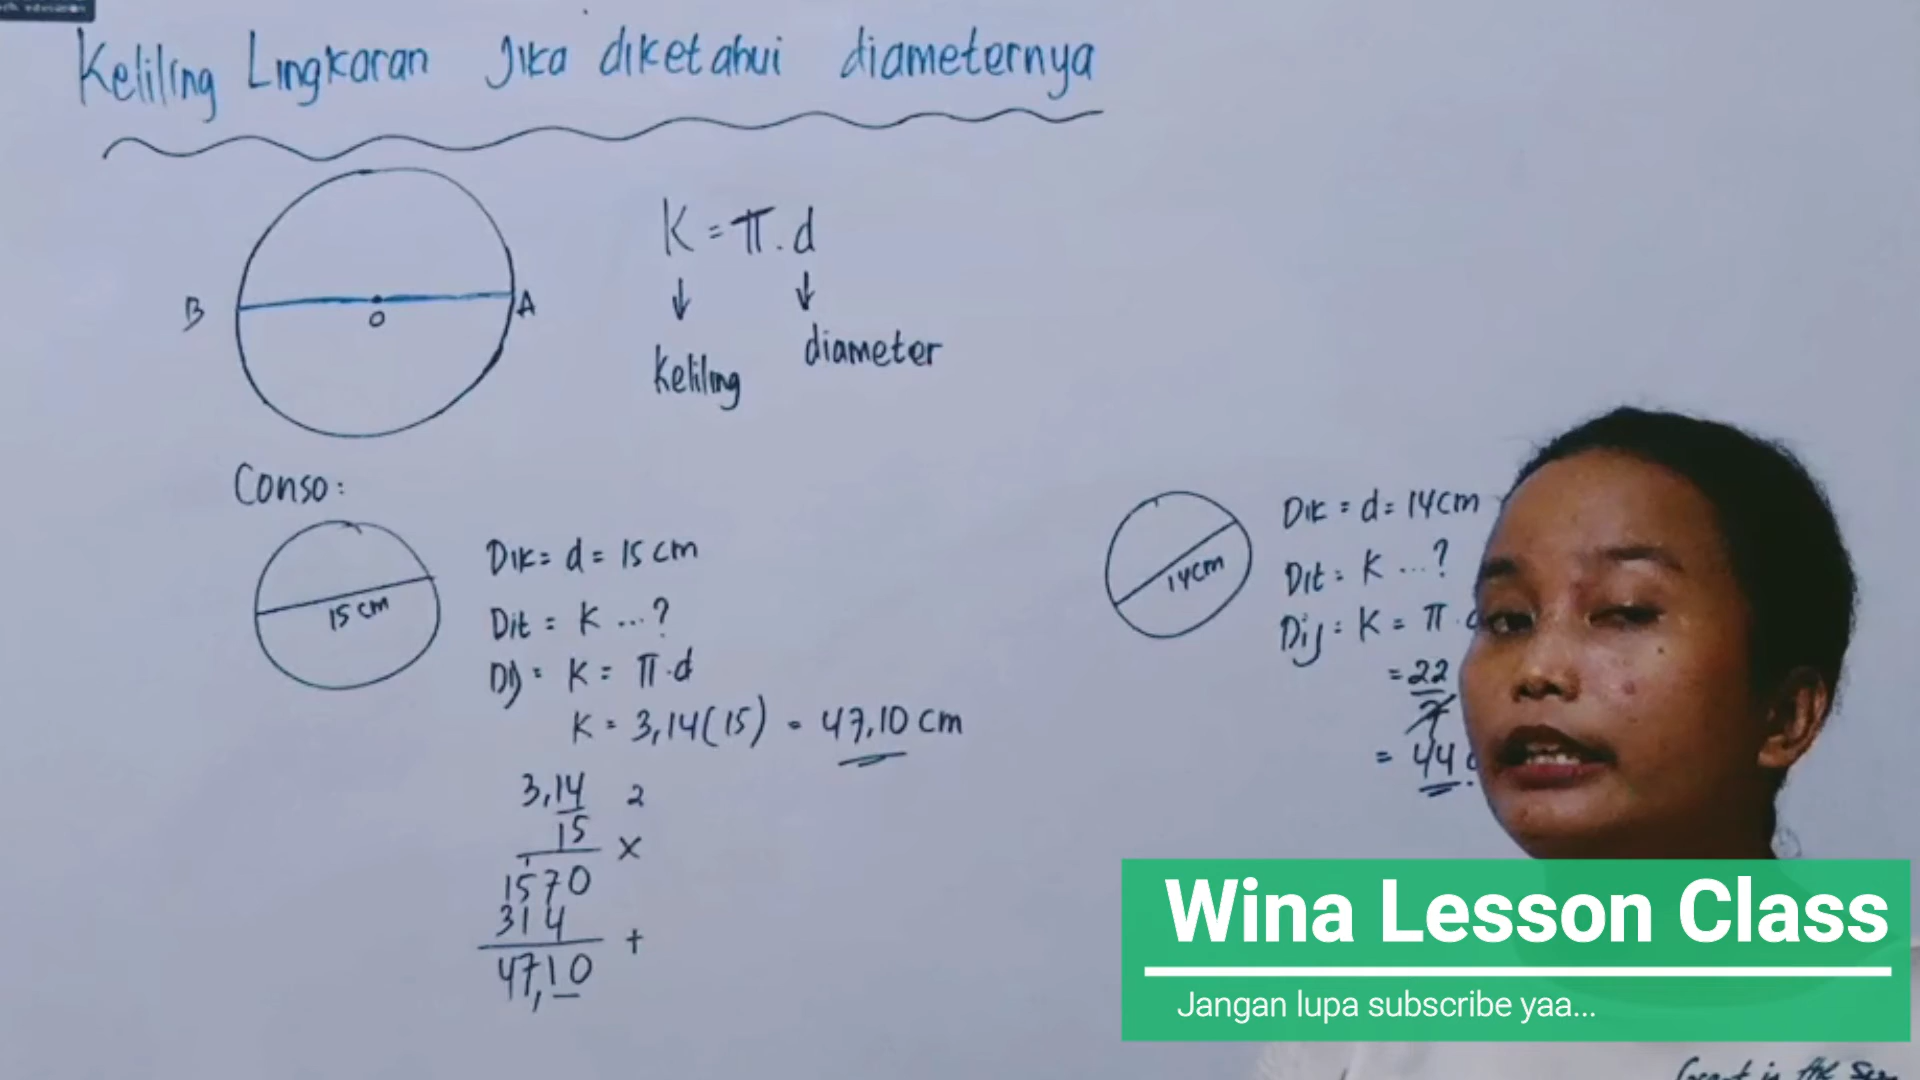 Keliling Lingkaran Jika diketahui diameternya
K = π . d
B
O
A
↓ ↓
keliling
diameter
Conso:
15 cm
Dik = d = 15 cm
Dit = K ...?
Dij = K = π . d
K = 3,14(15) = 47,10 cm
3,14 2
15 x
1570
314 +
47,10
14cm
Dik = d = 14cm
Dit = K ...?
Dij = K = π .
= 22
7
= 44
Wina Lesson Class
Jangan lupa subscribe yaa...